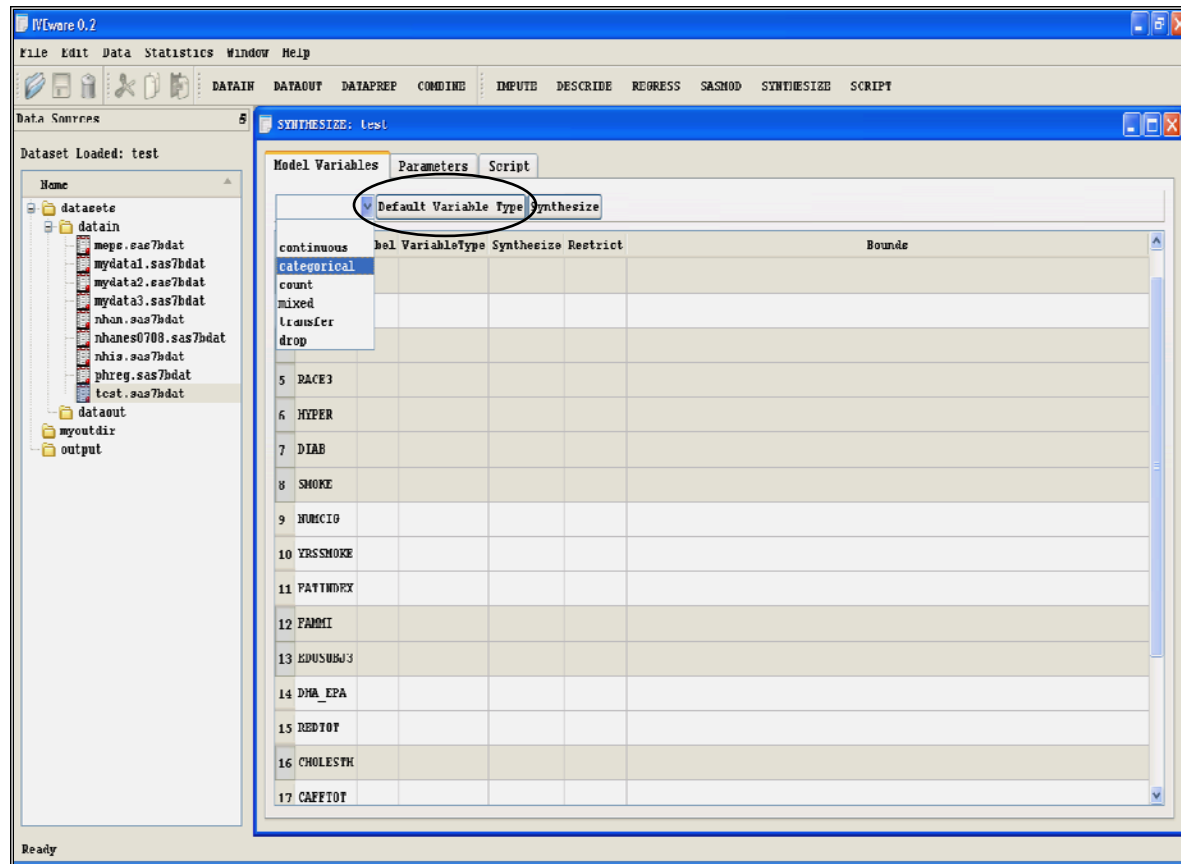 IVEware 0.2
File Edit Data Statistics Window Help
DATAIN DATAOUT DATAPREP COMBINE IMPUTE DESCRIBE REGRESS SASMOD SYNTHESIZE SCRIPT
Data Sources
Dataset Loaded: test
Name
datasets
datain
meps.sas7bdat
mydata1.sas7bdat
mydata2.sas7bdat
mydata3.sas7bdat
nhan.sas7bdat
nhanes0708.sas7bdat
nhis.sas7bdat
phreg.sas7bdat
test.sas7bdat
dataout
myoutdir
output
SYNTHESIZE: test
Model Variables Parameters Script
Default Variable Type Synthesize
continuous
categorical
count
mixed
transfer
drop
bel VariableType Synthesize Restrict Bounds
5 RACE3
6 HYPER
7 DIAB
8 SMOKE
9 NUMCIG
10 YRSSMOKE
11 FATINDEX
12 FAMMI
13 EDUSUBJ3
14 DHA_EPA
15 REDTOT
16 CHOLESTH
17 CAFFTOT
Ready